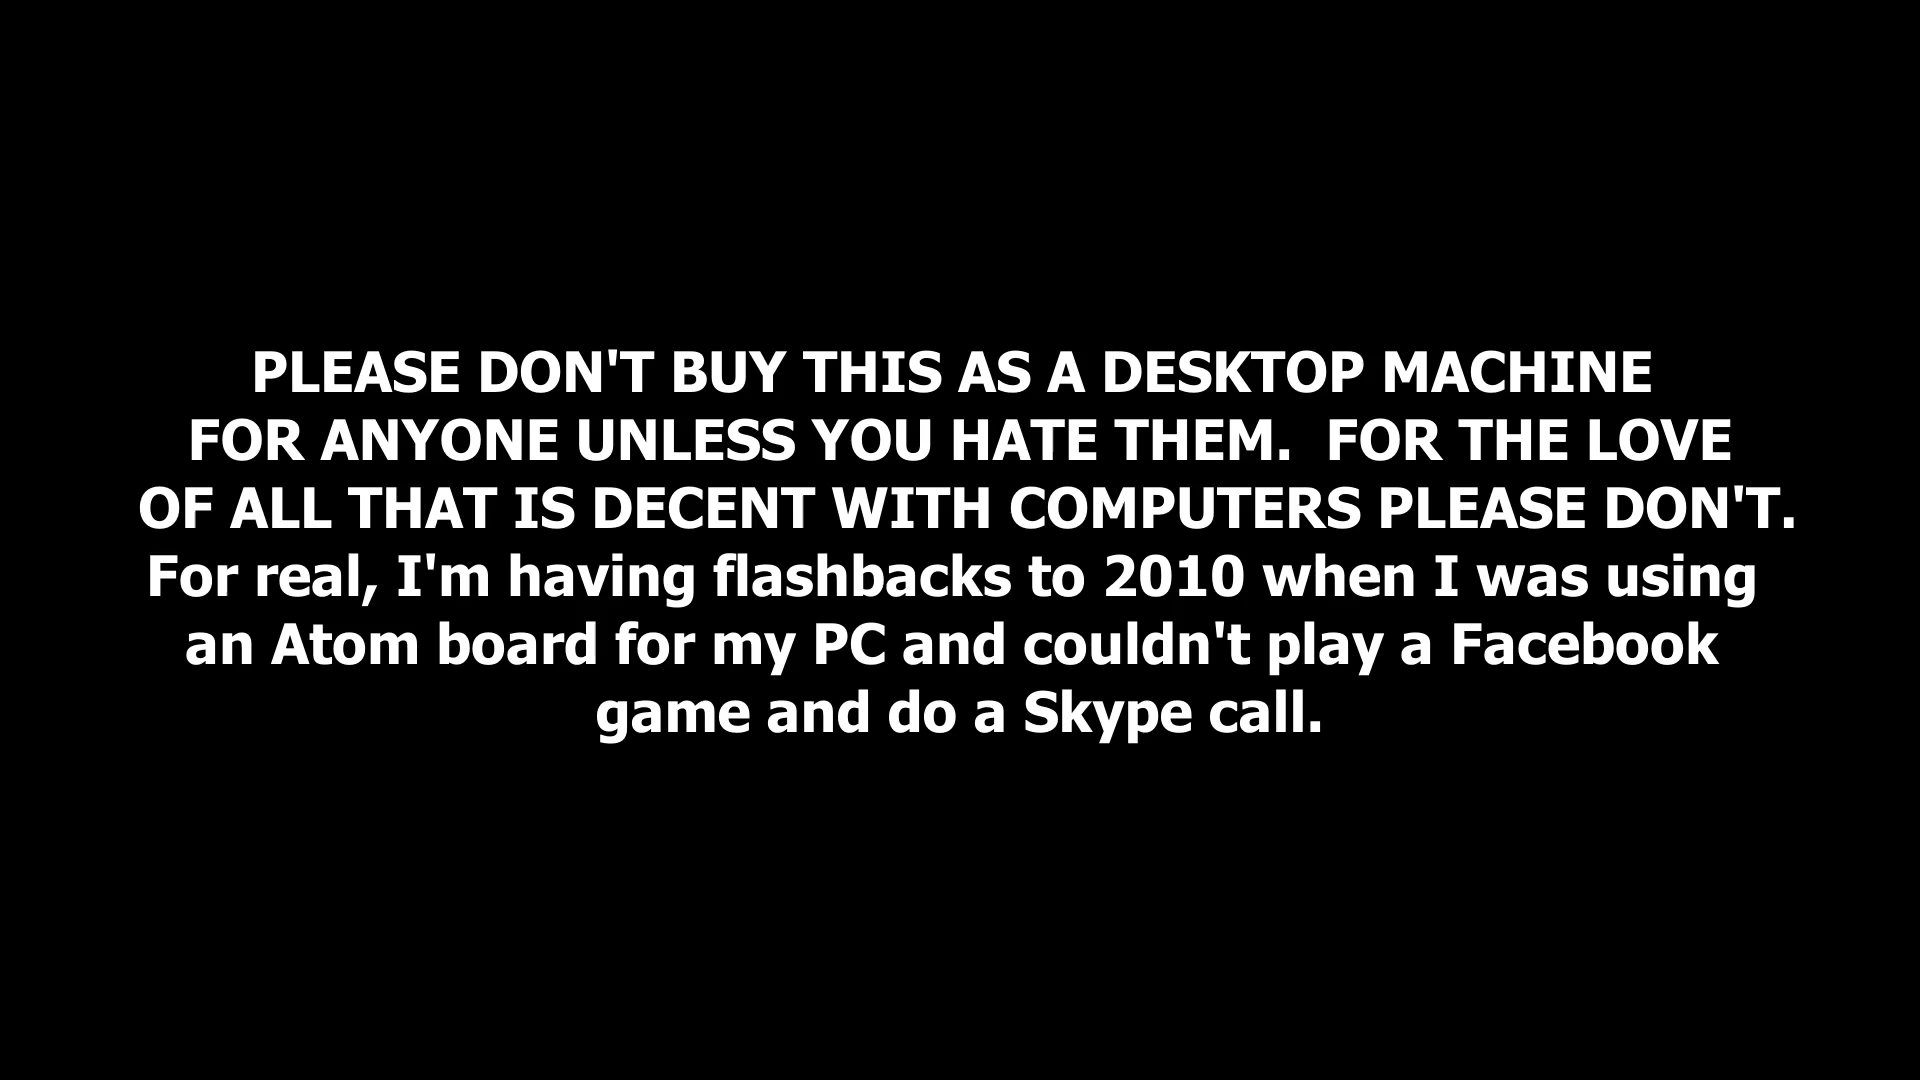 PLEASE DON'T BUY THIS AS A DESKTOP MACHINE
FOR ANYONE UNLESS YOU HATE THEM.  FOR THE LOVE
OF ALL THAT IS DECENT WITH COMPUTERS PLEASE DON'T.
For real, I'm having flashbacks to 2010 when I was using
an Atom board for my PC and couldn't play a Facebook
game and do a Skype call.